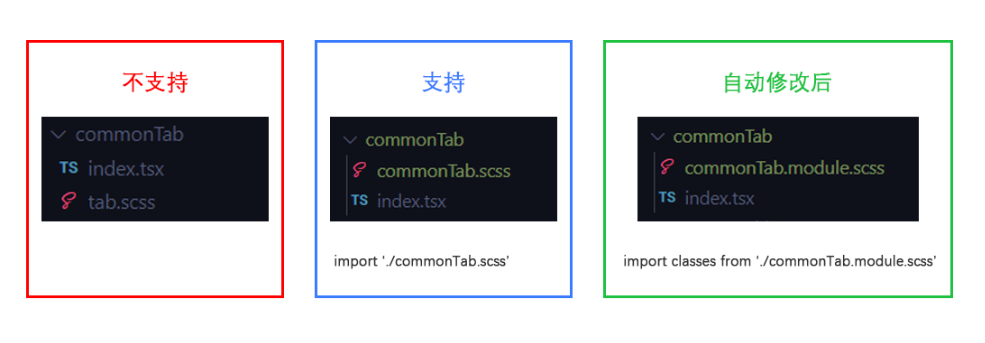 不支持
commonTab
TS index.tsx
tab.scss
支持
commonTab
commonTab.scss
TS index.tsx
import './commonTab.scss'
自动修改后
commonTab
commonTab.module.scss
TS index.tsx
import classes from './commonTab.module.scss'